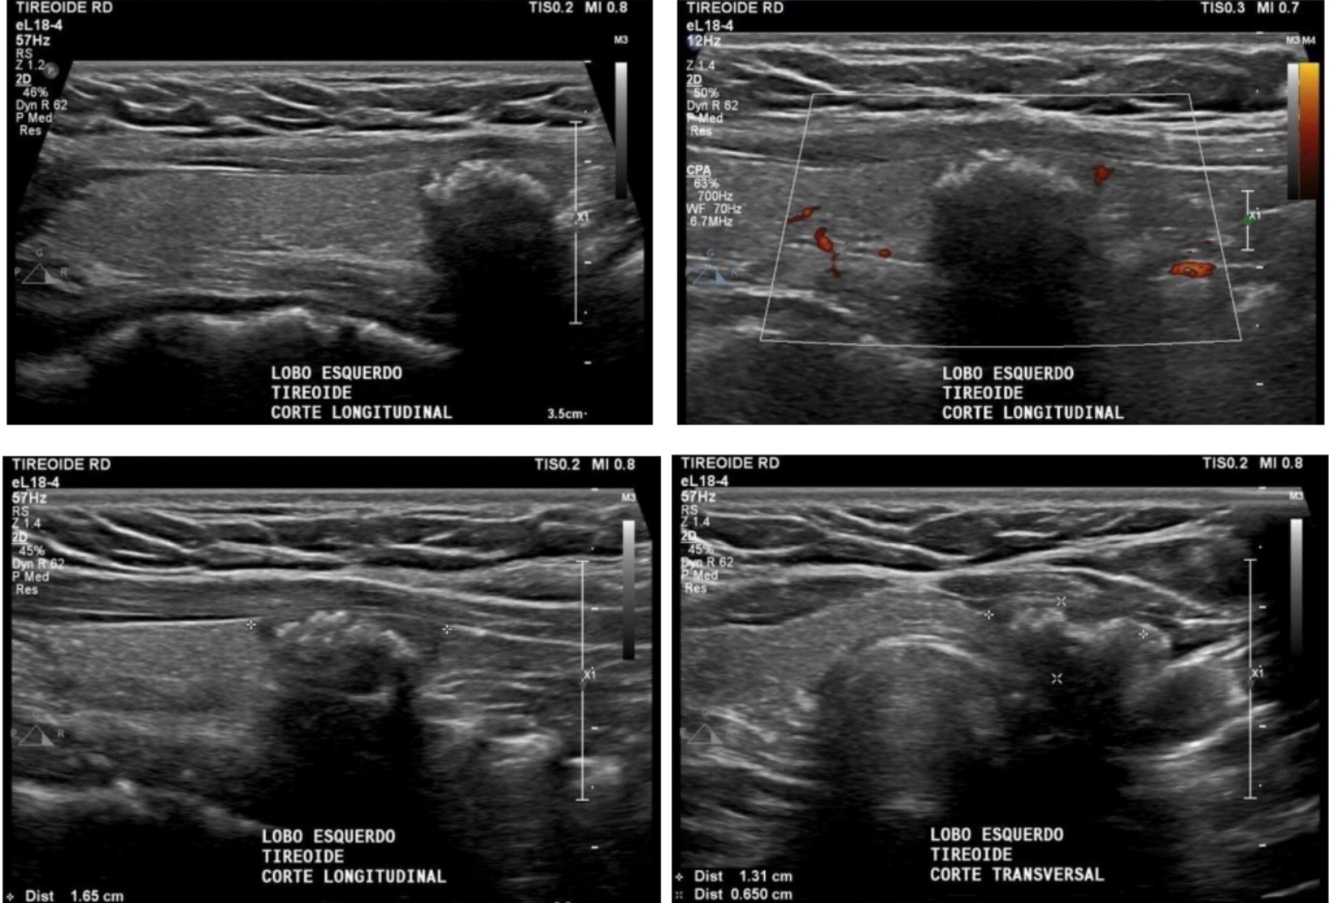 TIREOIDE RD
TIS0.2 MI 0.8
eL18-4
57Hz
RS
M3
Z 1.2
P
2D
46%
Dyn R 62
P Med
Res
X1
G
P R
LOBO ESQUERDO
TIREOIDE
CORTE LONGITUDINAL
3.5cm
TIREOIDE RD
TIS0.3 MI 0.7
eL18-4
12Hz
RS
M3 M4
Z 1.4
2D
50%
Dyn R 62
P Med
Res
CPA
63%
700Hz
WF 70Hz
6.7MHz
X1
G
P R
LOBO ESQUERDO
TIREOIDE
CORTE LONGITUDINAL
TIREOIDE RD
TIS0.2 MI 0.8
eL18-4
57Hz
RS
M3
Z 1.4
2D
45%
Dyn R 62
P Med
Res
X1
P R
LOBO ESQUERDO
TIREOIDE
CORTE LONGITUDINAL
Dist 1.65 cm
TIREOIDE RD
TIS0.2 MI 0.8
eL18-4
57Hz
RS
M3
Z 1.4
2D
45%
Dyn R 62
P Med
Res
X1
G
P R
LOBO ESQUERDO
TIREOIDE
CORTE TRANSVERSAL
Dist 1.31 cm
Dist 0.650 cm